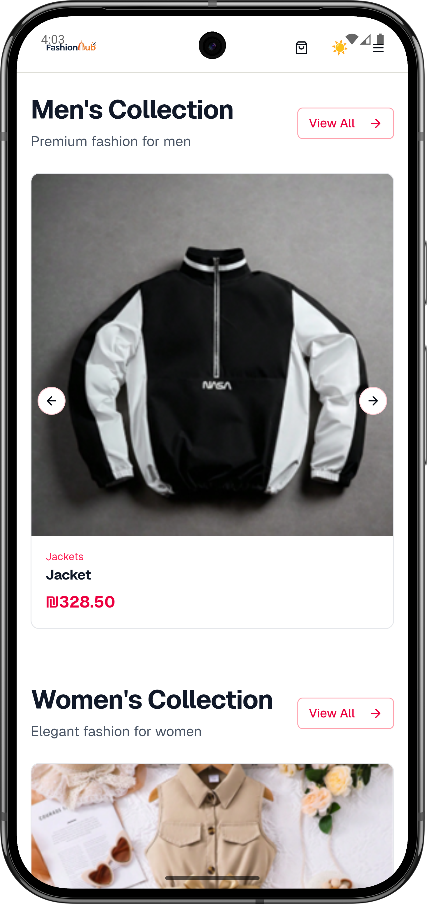 4:03
FashionHub
Men's Collection
View All
Premium fashion for men
NASA
Jackets
Jacket
₪328.50
Women's Collection
View All
Elegant fashion for women